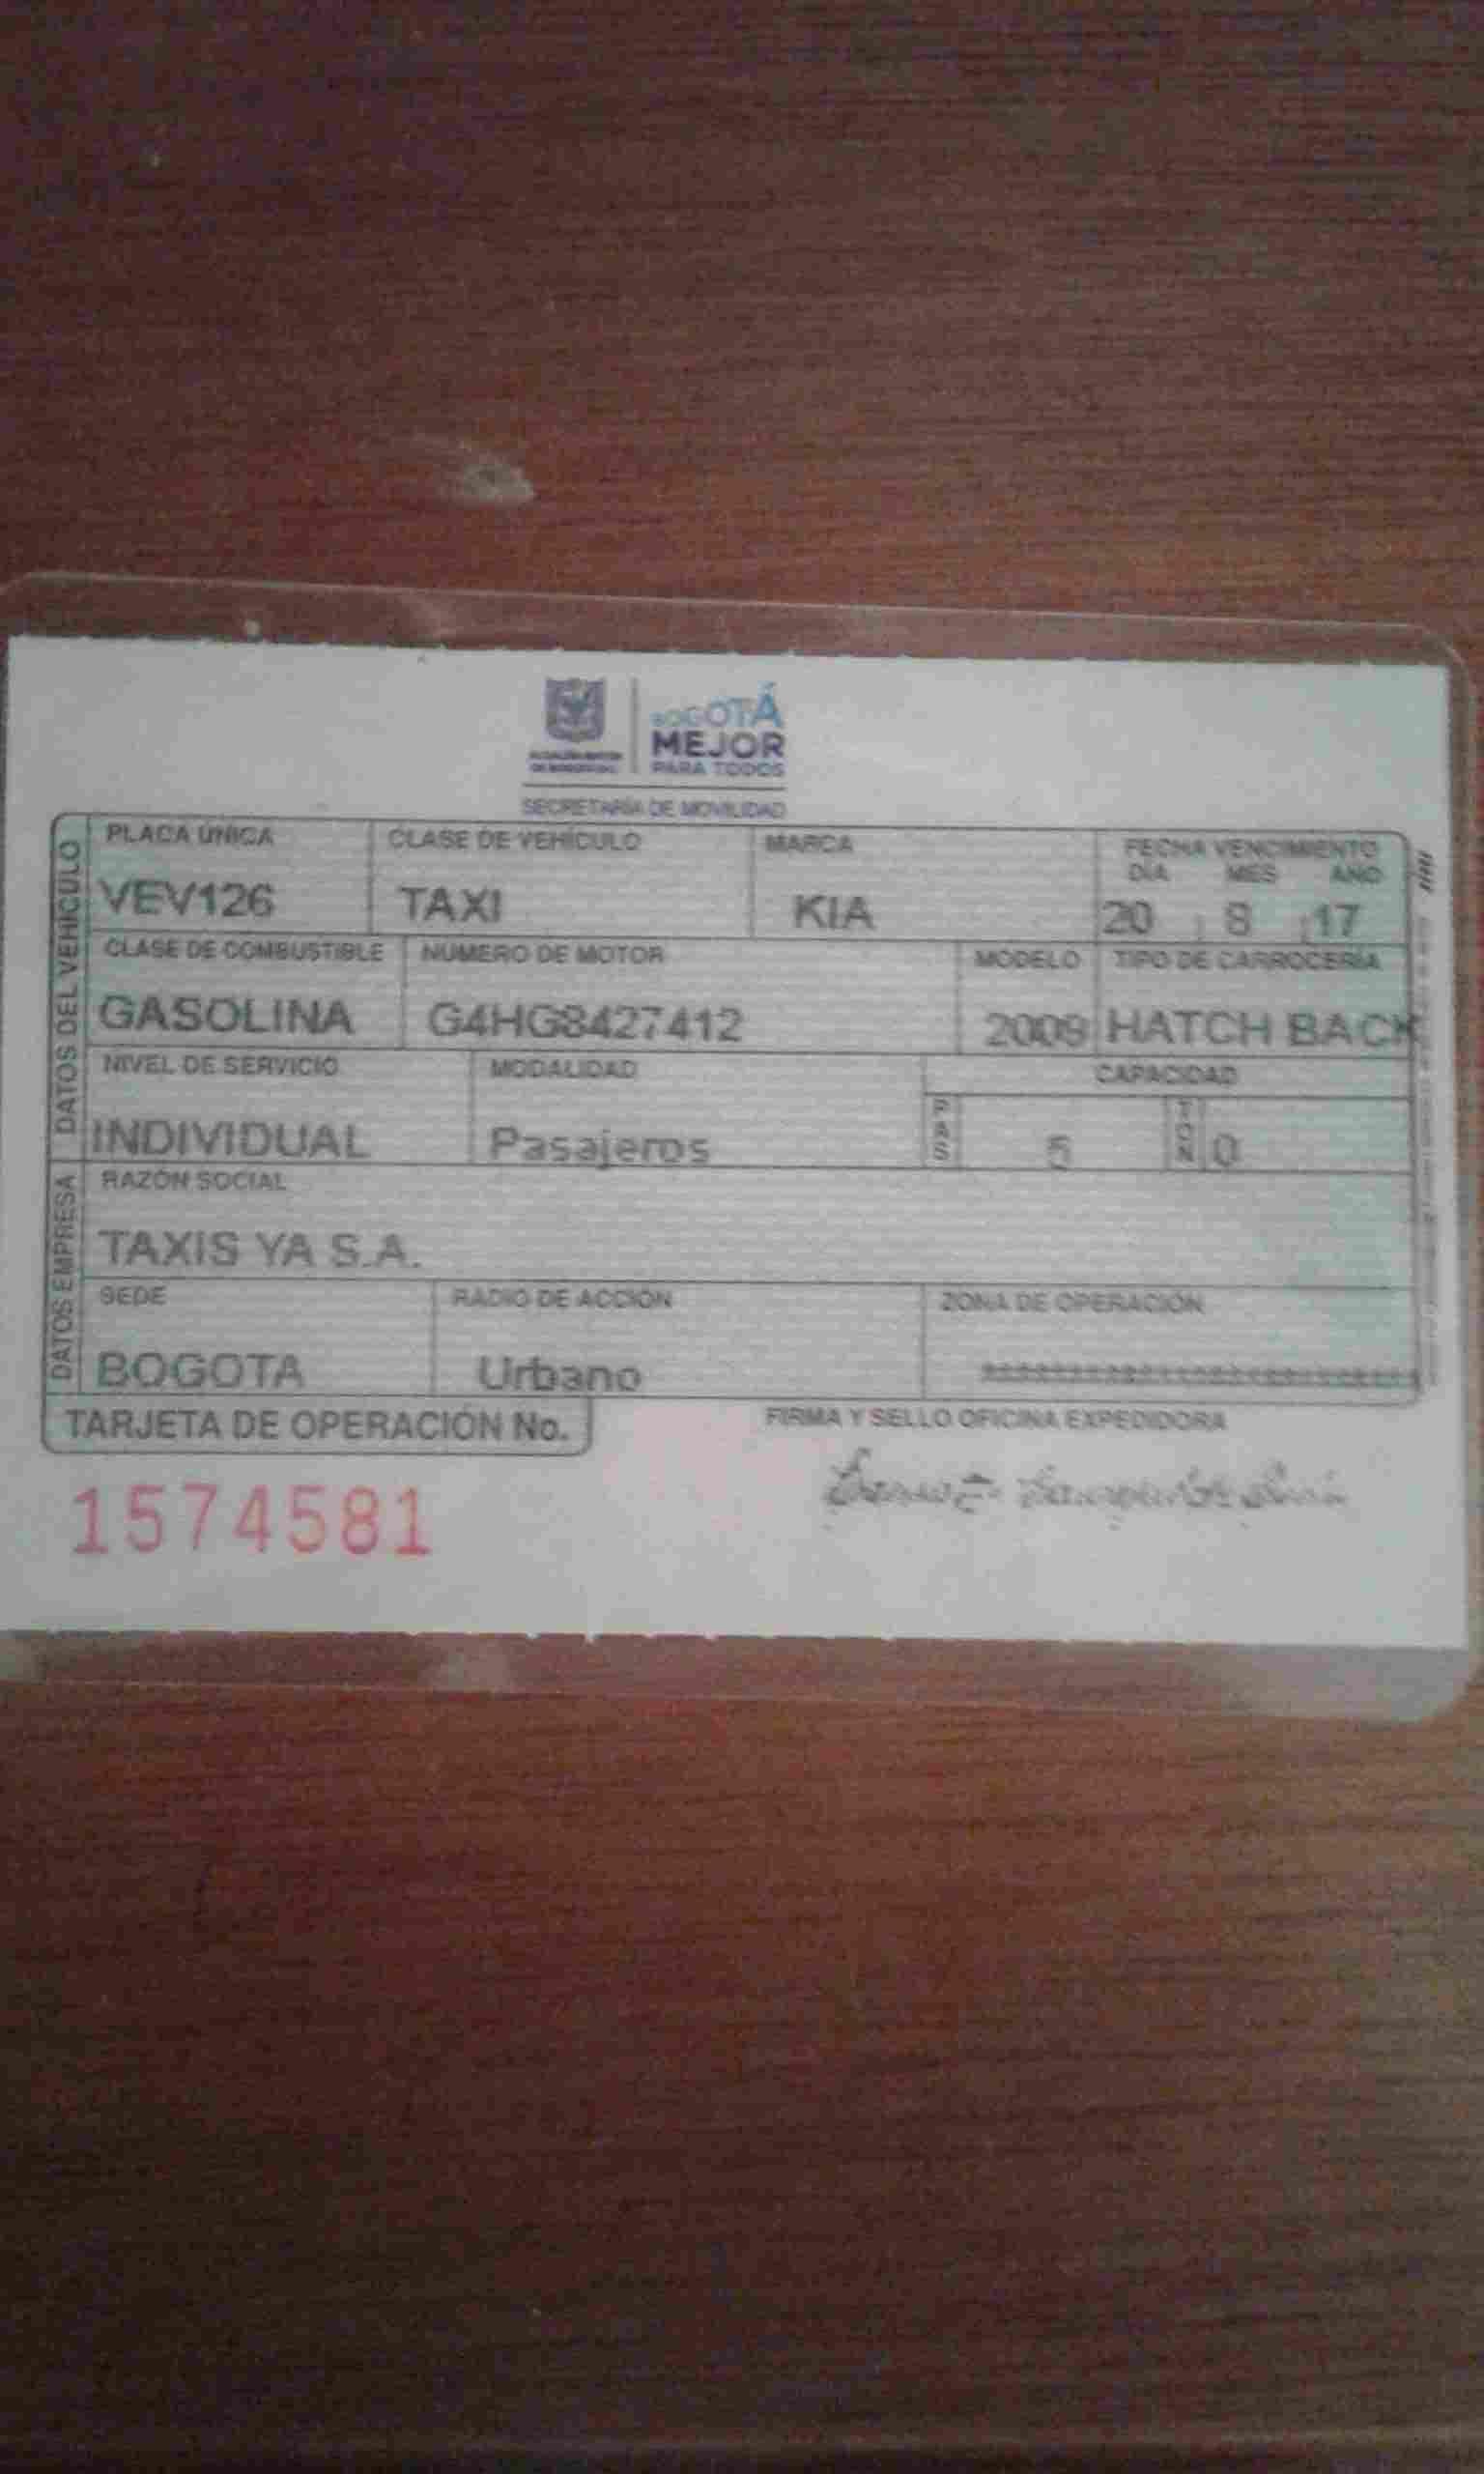 ALCALDÍA MAYOR
DE BOGOTÁ D.C.
BOGOTÁ
MEJOR
PARA TODOS
SECRETARÍA DE MOVILIDAD
DATOS DEL VEHÍCULO
PLACA ÚNICA CLASE DE VEHÍCULO MARCA FECHA VENCIMIENTO
DÍA MES AÑO
VEV126 TAXI KIA 20 8 17
CLASE DE COMBUSTIBLE NUMERO DE MOTOR MODELO TIPO DE CARROCERÍA
GASOLINA G4HG8427412 2009 HATCH BACK
NIVEL DE SERVICIO MODALIDAD CAPACIDAD
INDIVIDUAL Pasajeros PAS 5 TON 0
DATOS EMPRESA
RAZÓN SOCIAL
TAXIS YA S.A.
SEDE RADIO DE ACCIÓN ZONA DE OPERACIÓN
BOGOTA Urbano ********************************
TARJETA DE OPERACIÓN No. FIRMA Y SELLO OFICINA EXPEDIDORA
1574581